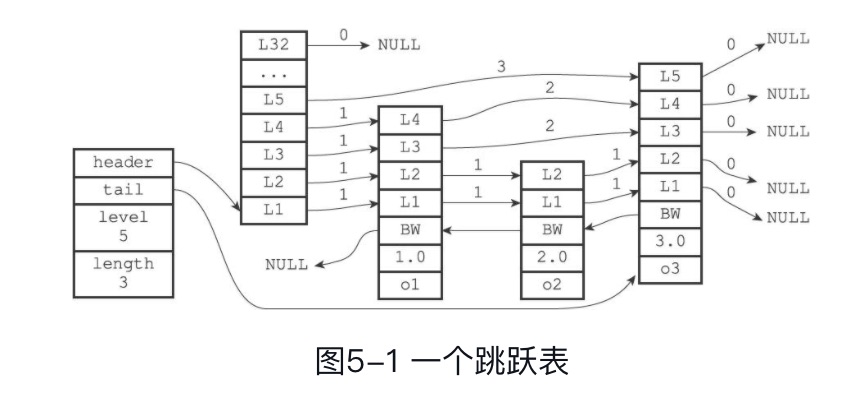 header
tail
level
5
length
3
L32
...
L5
L4
L3
L2
L1
0
NULL
3
1
1
1
1
L4
L3
L2
L1
BW
1.0
o1
NULL
2
2
1
1
L2
L1
BW
2.0
o2
1
1
L5
L4
L3
L2
L1
BW
3.0
o3
0
NULL
0
NULL
0
NULL
0
NULL
0
NULL
图5-1 一个跳跃表